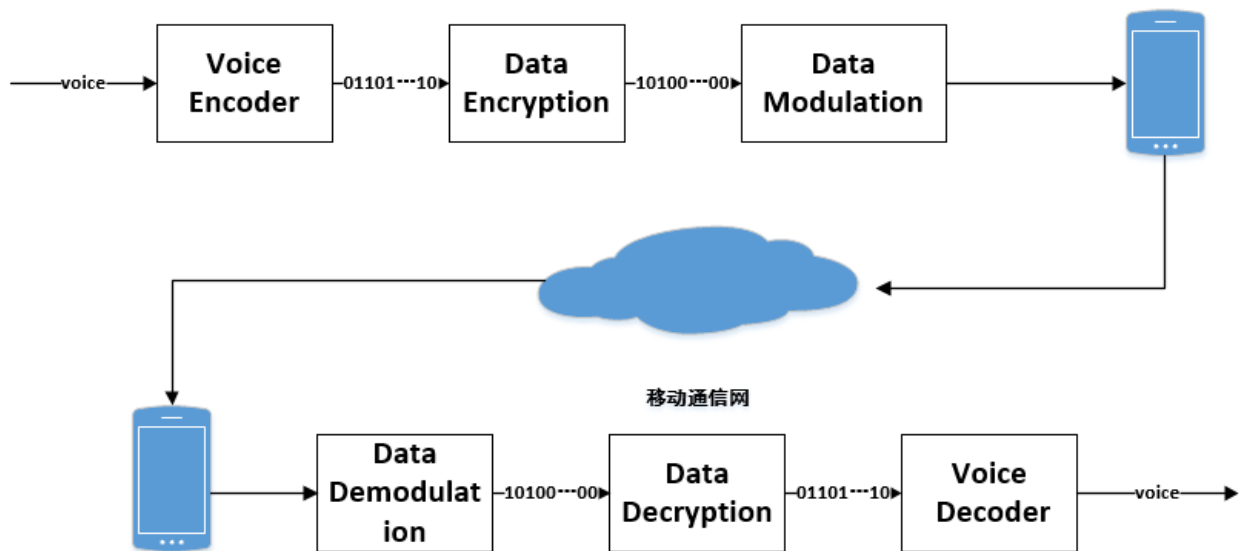 voice
Voice
Encoder
01101···10
Data
Encryption
10100···00
Data
Modulation
移动通信网
Data
Demodulat
ion
10100···00
Data
Decryption
01101···10
Voice
Decoder
voice